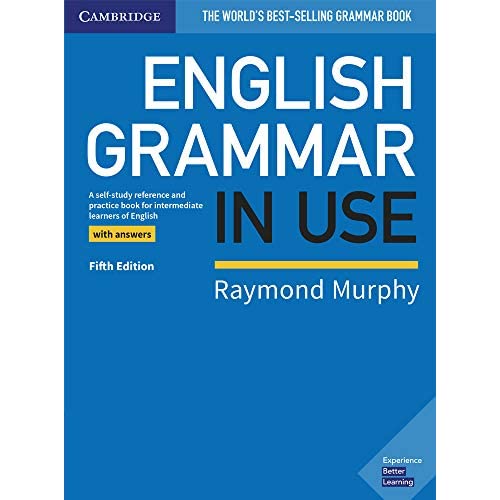 CAMBRIDGE
THE WORLD'S BEST-SELLING GRAMMAR BOOK
ENGLISH
GRAMMAR
IN USE
A self-study reference and
practice book for intermediate
learners of English
with answers
Fifth Edition
Raymond Murphy
Experience
Better
Learning